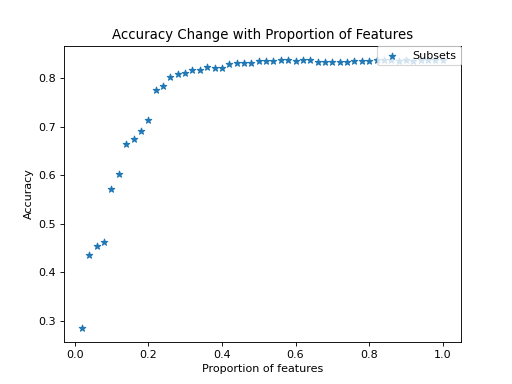 Accuracy Change with Proportion of Features
Subsets
Accuracy
0.8
0.7
0.6
0.5
0.4
0.3
0.0 0.2 0.4 0.6 0.8 1.0
Proportion of features